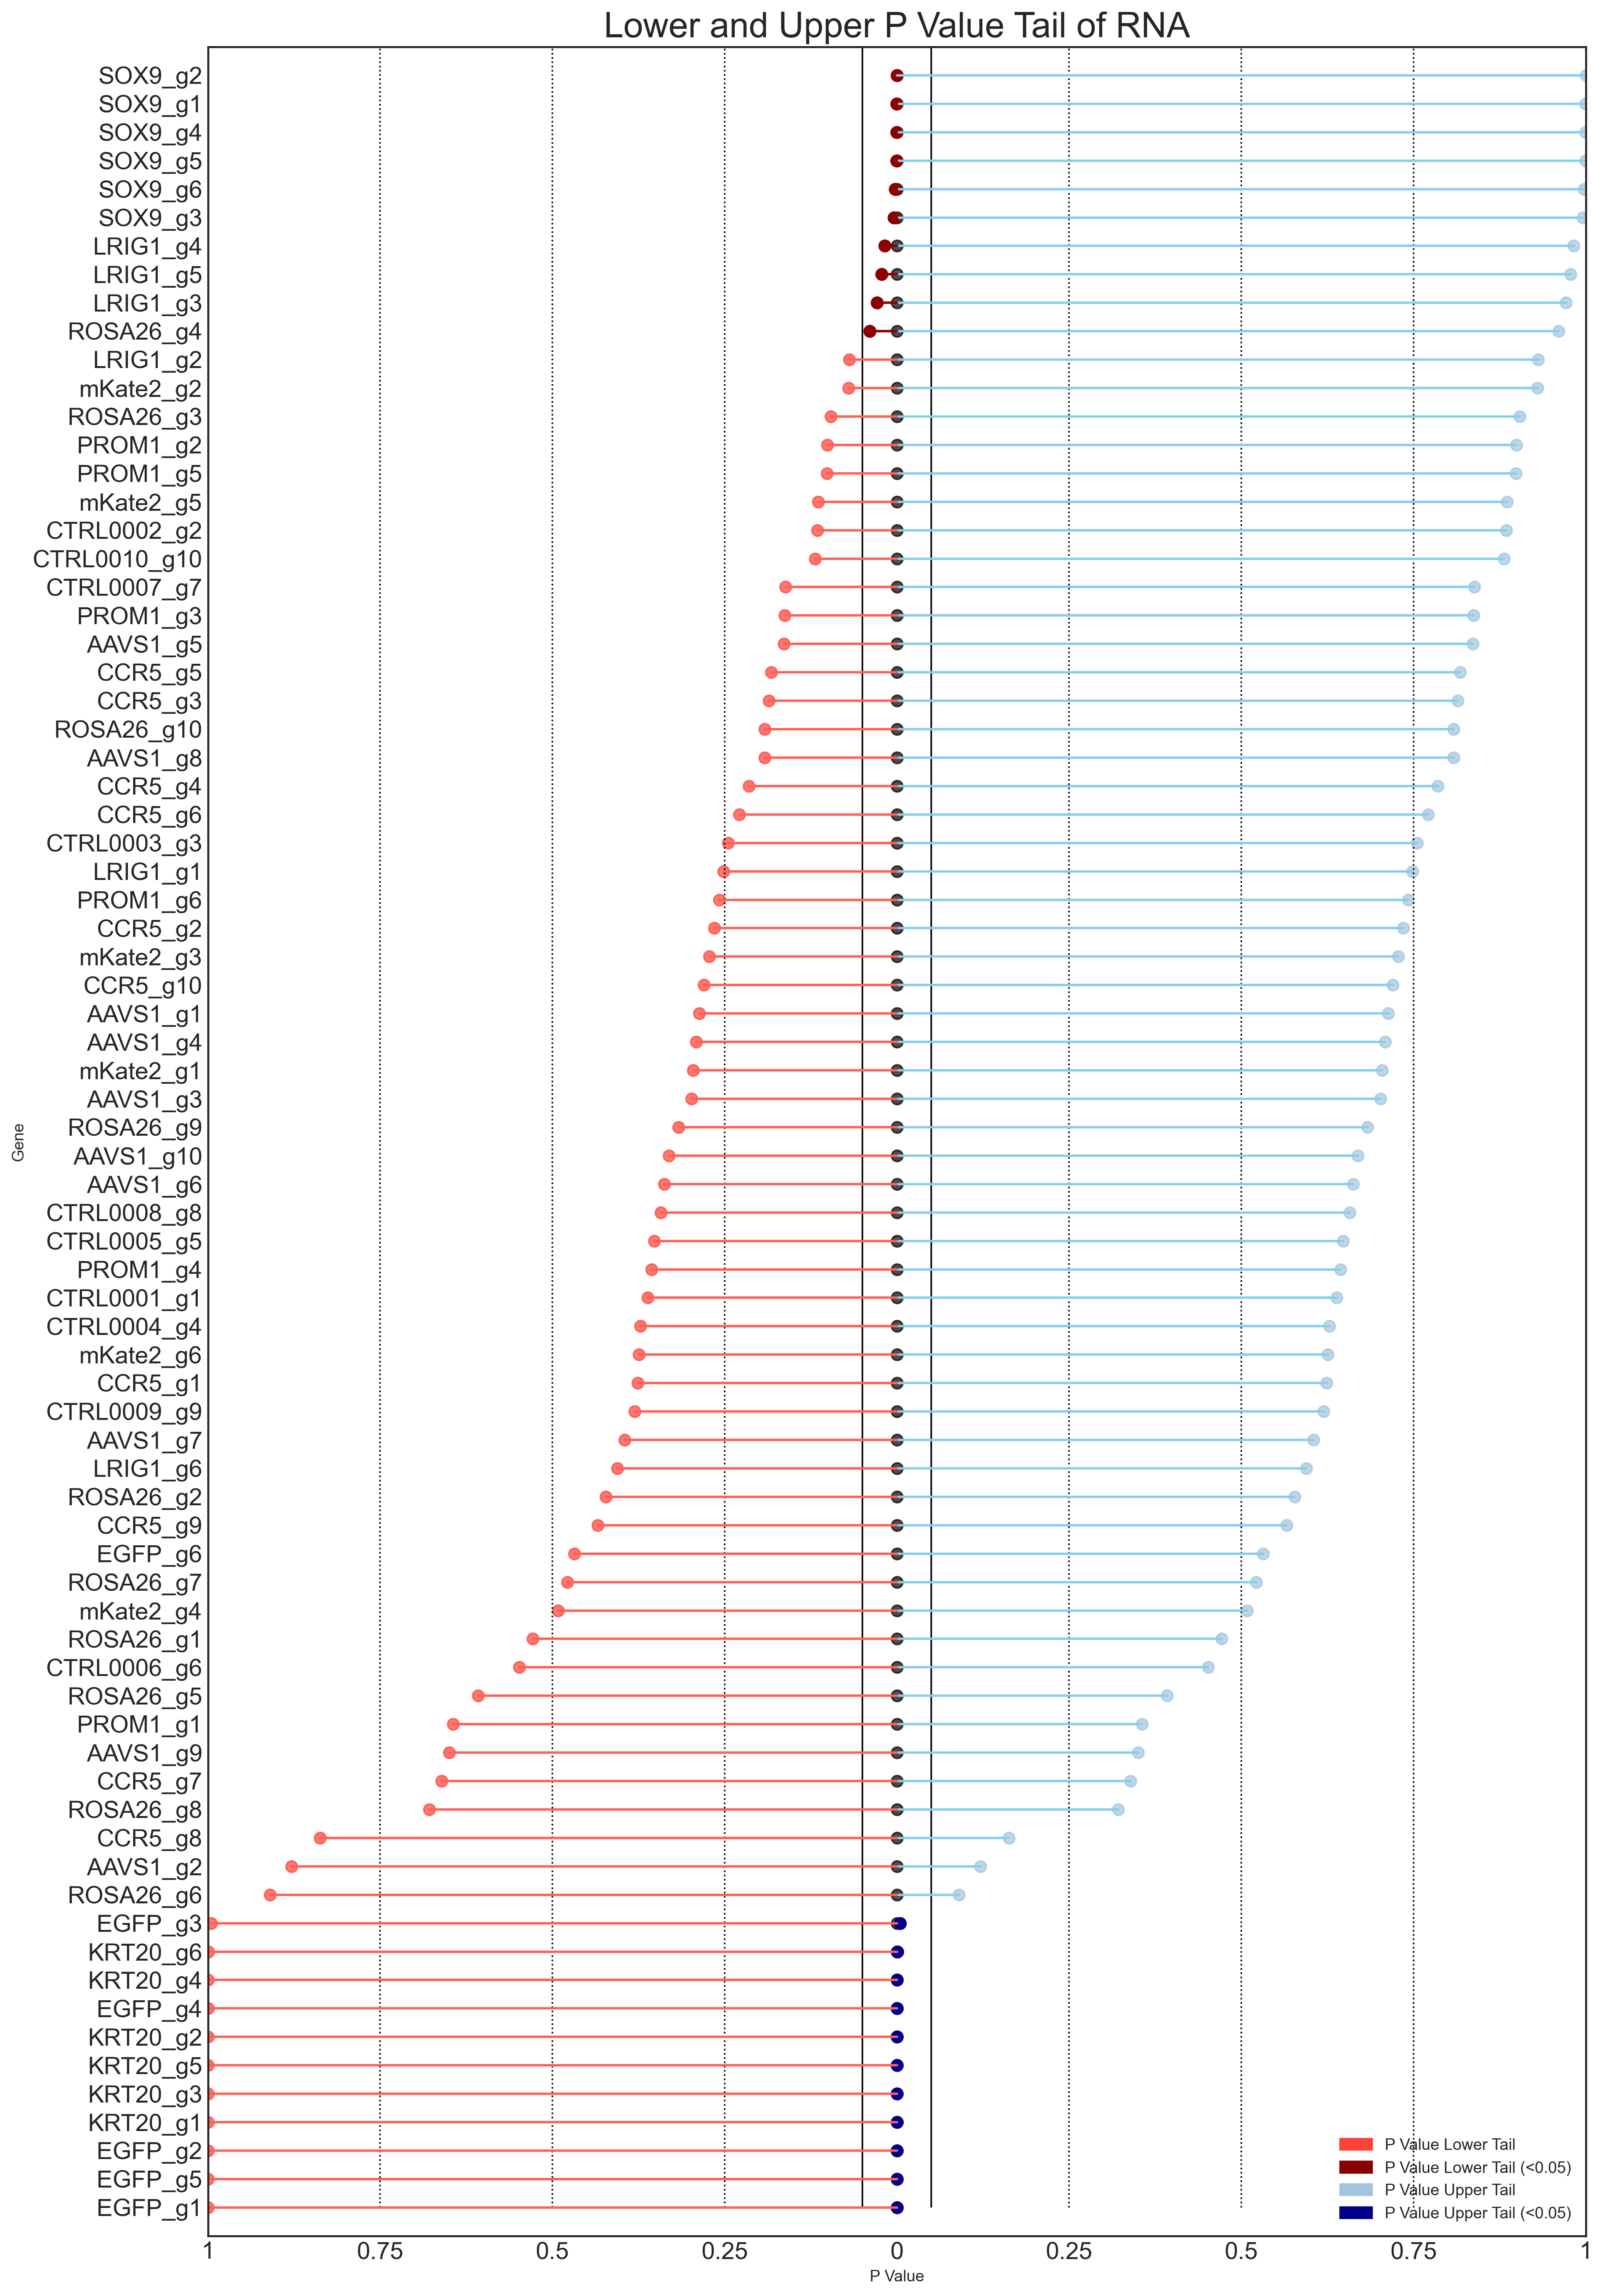 Lower and Upper P Value Tail of RNA
SOX9_g2
SOX9_g1
SOX9_g4
SOX9_g5
SOX9_g6
SOX9_g3
LRIG1_g4
LRIG1_g5
LRIG1_g3
ROSA26_g4
LRIG1_g2
mKate2_g2
ROSA26_g3
PROM1_g2
PROM1_g5
mKate2_g5
CTRL0002_g2
CTRL0010_g10
CTRL0007_g7
PROM1_g3
AAVS1_g5
CCR5_g5
CCR5_g3
ROSA26_g10
AAVS1_g8
CCR5_g4
CCR5_g6
CTRL0003_g3
LRIG1_g1
PROM1_g6
CCR5_g2
mKate2_g3
CCR5_g10
AAVS1_g1
AAVS1_g4
mKate2_g1
AAVS1_g3
ROSA26_g9
AAVS1_g10
AAVS1_g6
CTRL0008_g8
CTRL0005_g5
PROM1_g4
CTRL0001_g1
CTRL0004_g4
mKate2_g6
CCR5_g1
CTRL0009_g9
AAVS1_g7
LRIG1_g6
ROSA26_g2
CCR5_g9
EGFP_g6
ROSA26_g7
mKate2_g4
ROSA26_g1
CTRL0006_g6
ROSA26_g5
PROM1_g1
AAVS1_g9
CCR5_g7
ROSA26_g8
CCR5_g8
AAVS1_g2
ROSA26_g6
EGFP_g3
KRT20_g6
KRT20_g4
EGFP_g4
KRT20_g2
KRT20_g5
KRT20_g3
KRT20_g1
EGFP_g2
EGFP_g5
EGFP_g1
Gene
P Value Lower Tail
P Value Lower Tail (<0.05)
P Value Upper Tail
P Value Upper Tail (<0.05)
1 0.75 0.5 0.25 0 0.25 0.5 0.75 1
P Value